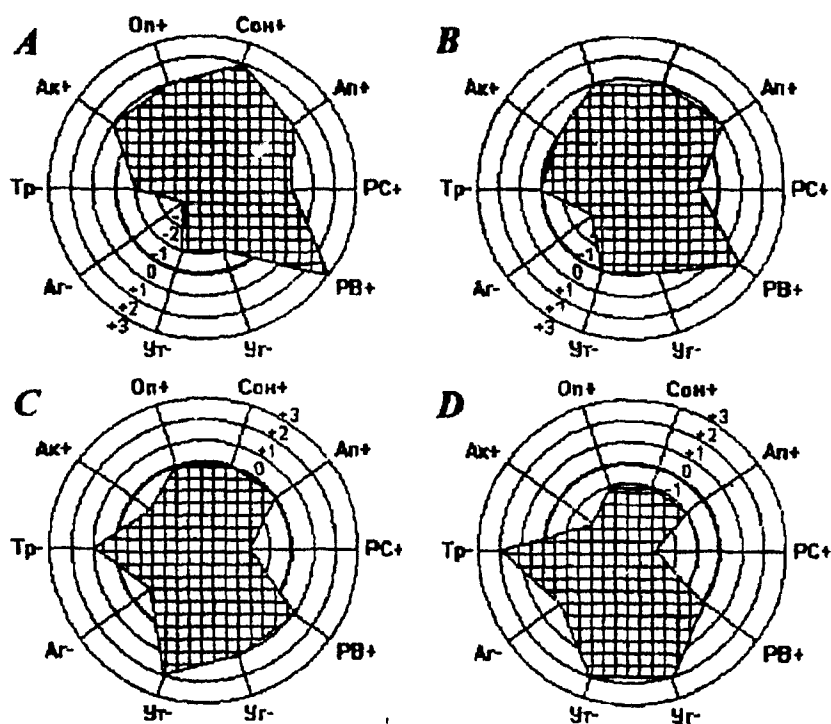 A
Оп+
Сон+
Ак+
Ап+
Тр-
РС+
Аг-
РВ+
Ут-
Уг-
-2
-1
0
+1
+2
+3
B
Ак+
Ап+
Тр-
РС+
Аг-
РВ+
Ут-
Уг-
-1
0
+1
+3
C
Оп+
Сон+
Ак+
Ап+
Тр-
РС+
Аг-
РВ+
Ут-
Уг-
+3
+2
+1
0
D
Оп+
Сон+
Ак+
Ап+
Тр-
РС+
Аг-
РВ+
Ут-
Уг-
+3
+2
+1
0
-1